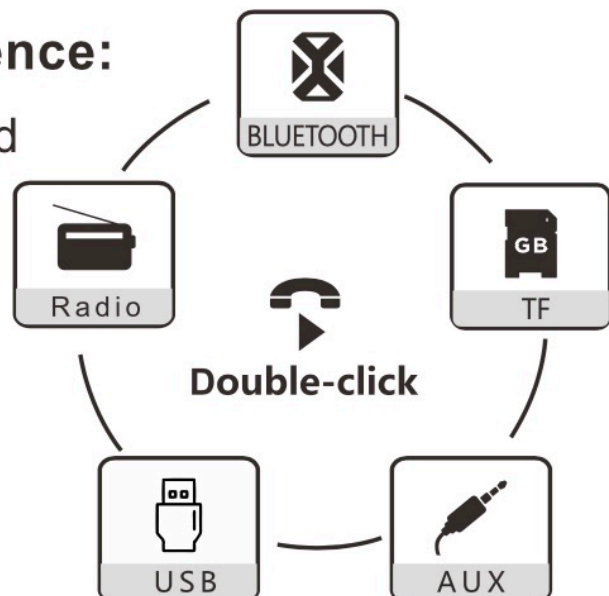 ence:
d
BLUETOOTH
Radio
GB
TF
Double-click
USB
AUX